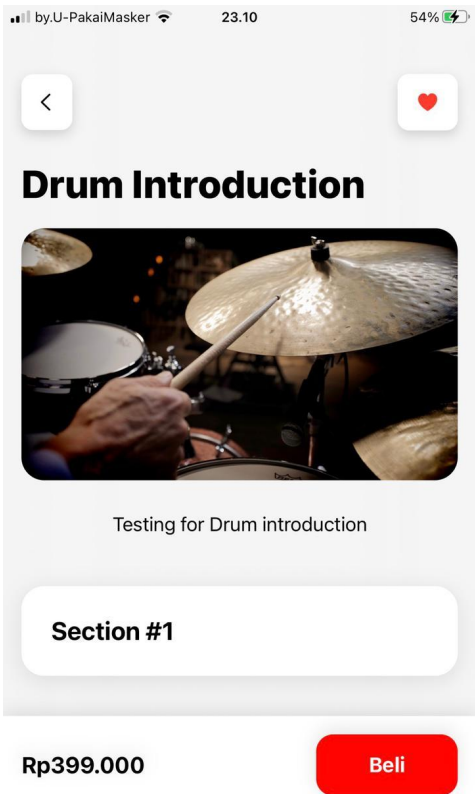 by.U-PakaiMasker 23.10 54%
Drum Introduction
Testing for Drum introduction
Section #1
Rp399.000 Beli